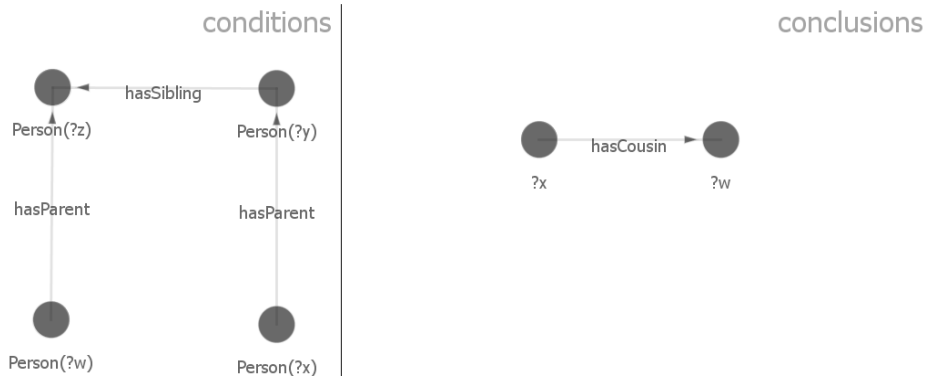 conditions
hasSibling
Person(?z)
Person(?y)
hasParent
hasParent
Person(?w)
Person(?x)
conclusions
hasCousin
?x
?w